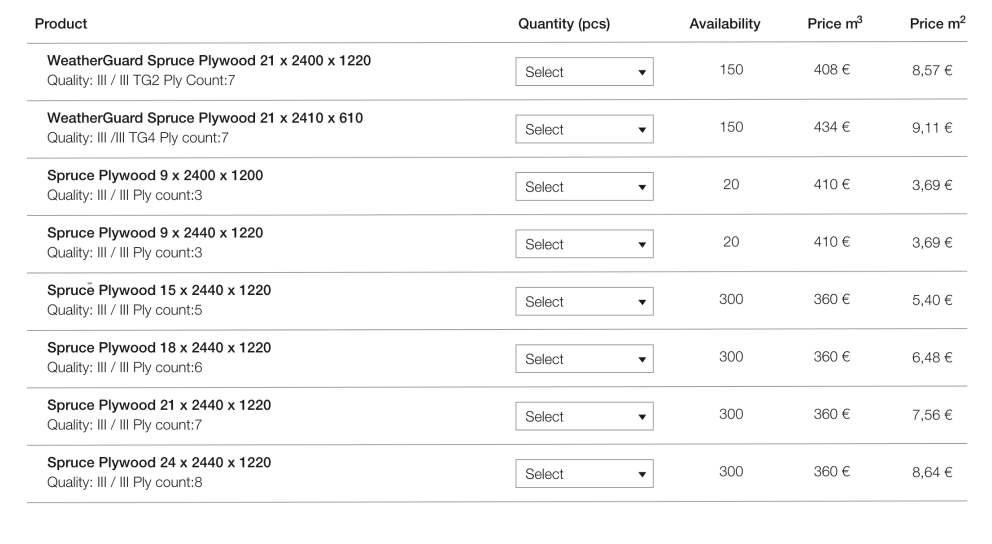 Product Quantity (pcs) Availability Price m³ Price m²
WeatherGuard Spruce Plywood 21 x 2400 x 1220
Quality: III / III TG2 Ply Count:7
Select 150 408 € 8,57 €
WeatherGuard Spruce Plywood 21 x 2410 x 610
Quality: III /III TG4 Ply count:7
Select 150 434 € 9,11 €
Spruce Plywood 9 x 2400 x 1200
Quality: III / III Ply count:3
Select 20 410 € 3,69 €
Spruce Plywood 9 x 2440 x 1220
Quality: III / III Ply count:3
Select 20 410 € 3,69 €
Spruce Plywood 15 x 2440 x 1220
Quality: III / III Ply count:5
Select 300 360 € 5,40 €
Spruce Plywood 18 x 2440 x 1220
Quality: III / III Ply count:6
Select 300 360 € 6,48 €
Spruce Plywood 21 x 2440 x 1220
Quality: III / III Ply count:7
Select 300 360 € 7,56 €
Spruce Plywood 24 x 2440 x 1220
Quality: III / III Ply count:8
Select 300 360 € 8,64 €